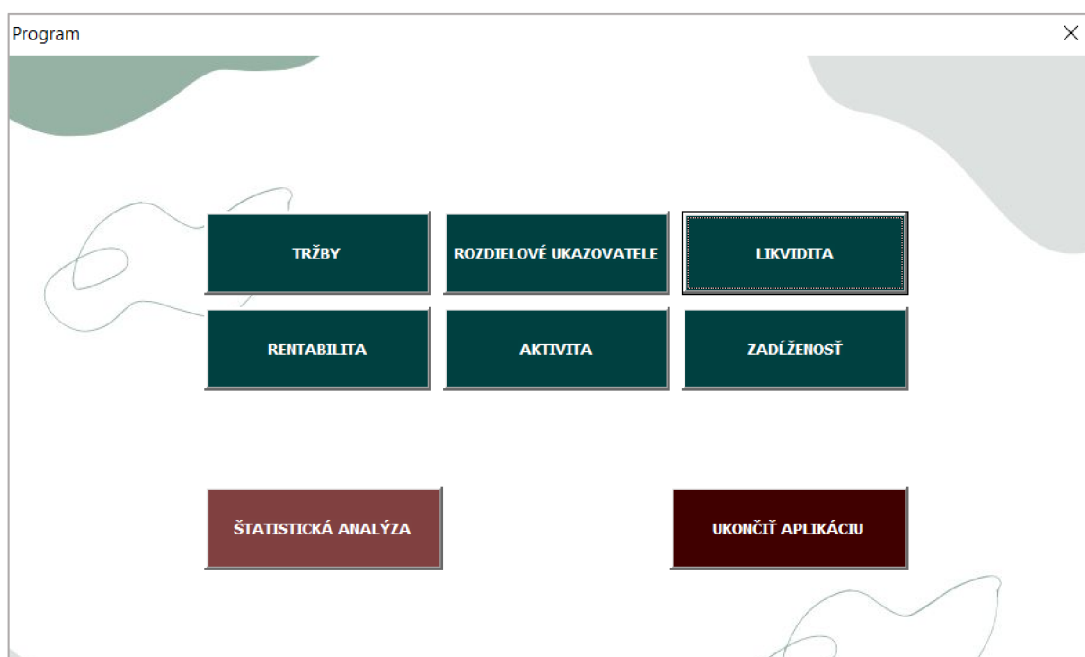 Program
TRŽBY
ROZDIELOVÉ UKAZOVATELE
LIKVIDITA
RENTABILITA
AKTIVITA
ZADĹŽENOSŤ
ŠTATISTICKÁ ANALÝZA
UKONČIŤ APLIKÁCIU